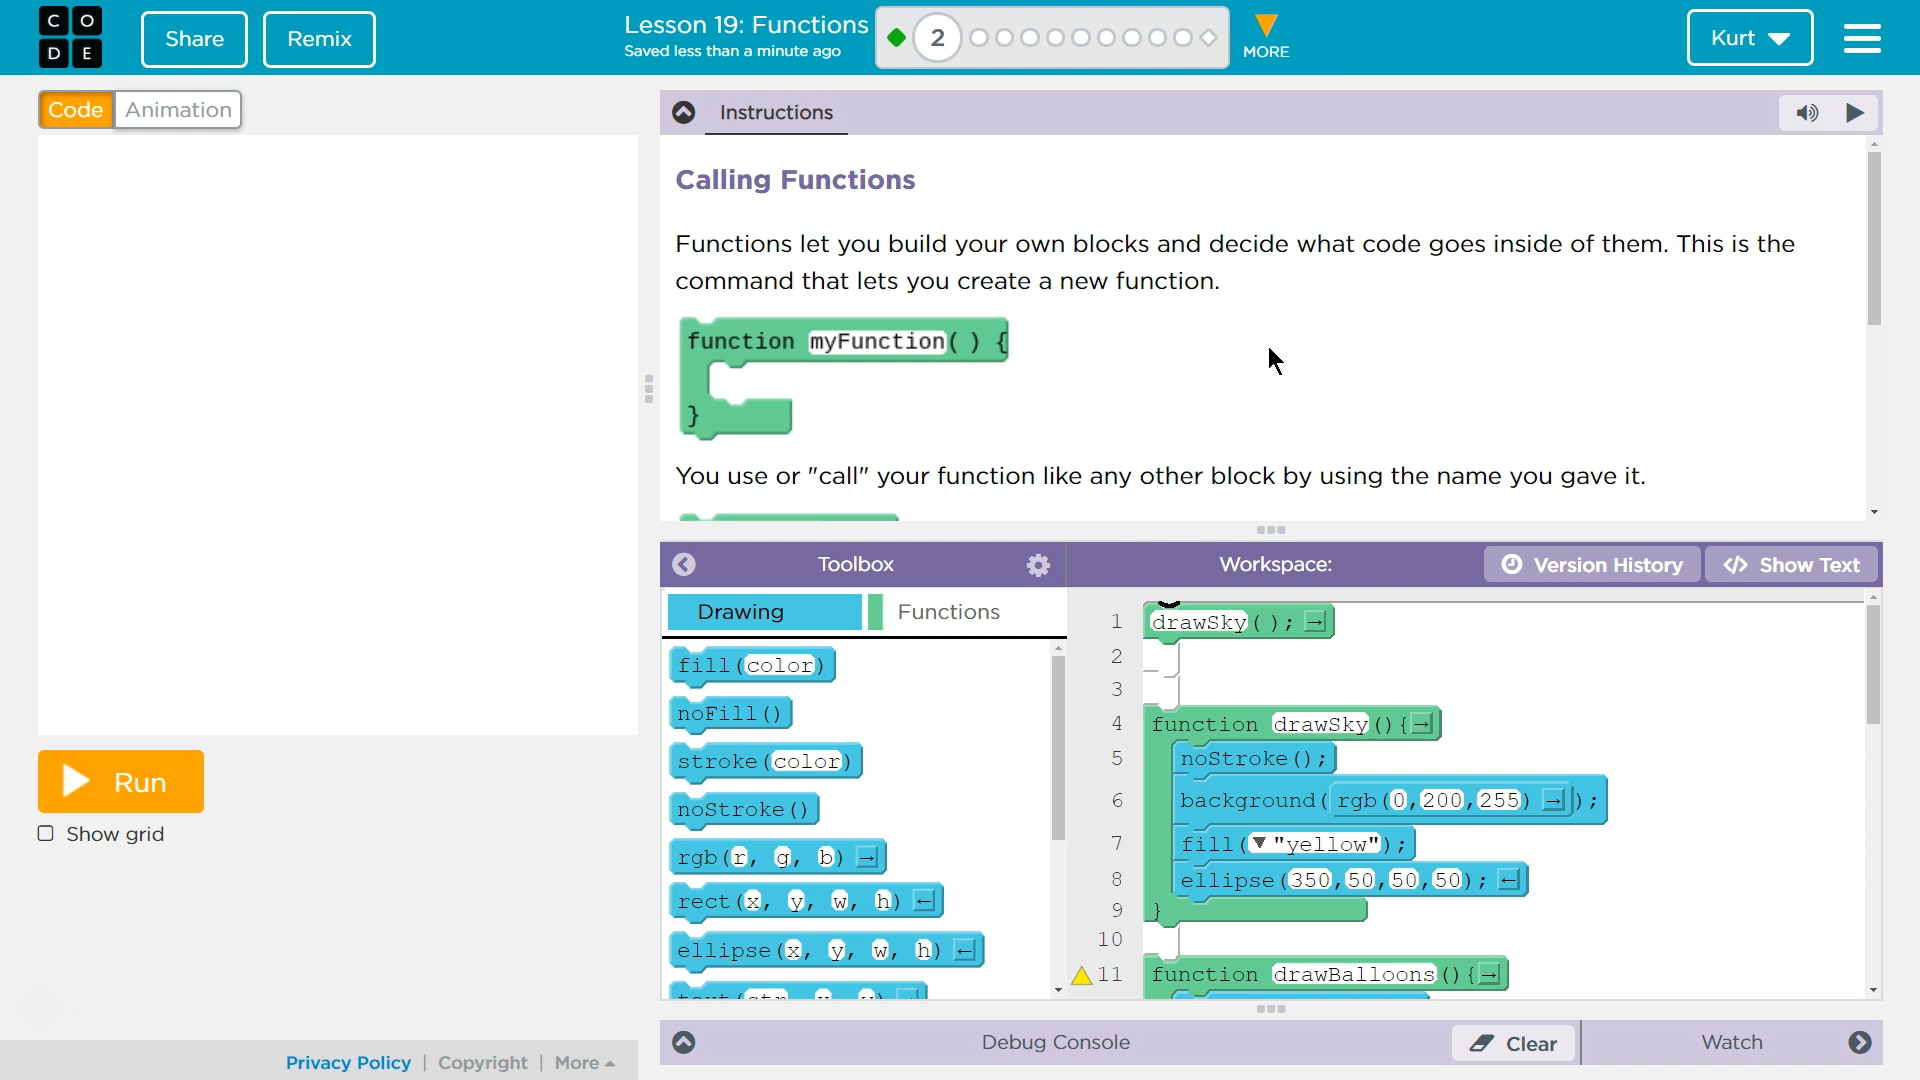 C O
D E
Share
Remix
Lesson 19: Functions
Saved less than a minute ago
2
MORE
Kurt
Code
Animation
Instructions
Calling Functions
Functions let you build your own blocks and decide what code goes inside of them. This is the
command that lets you create a new function.
function myFunction( ) {
}
You use or "call" your function like any other block by using the name you gave it.
Toolbox
Workspace:
Version History
</> Show Text
Drawing
Functions
fill(color)
noFill()
stroke(color)
noStroke()
rgb(r, g, b) →
rect(x, y, w, h) ←
ellipse(x, y, w, h) ←
1 drawSky( ); →
2
3
4 function drawSky(){→
5 noStroke();
6 background(rgb(0,200,255) →);
7 fill(▼ "yellow");
8 ellipse(350,50,50,50); ←
9 }
10
11 function drawBalloons(){→
Run
Show grid
Debug Console
Clear
Watch
Privacy Policy | Copyright | More